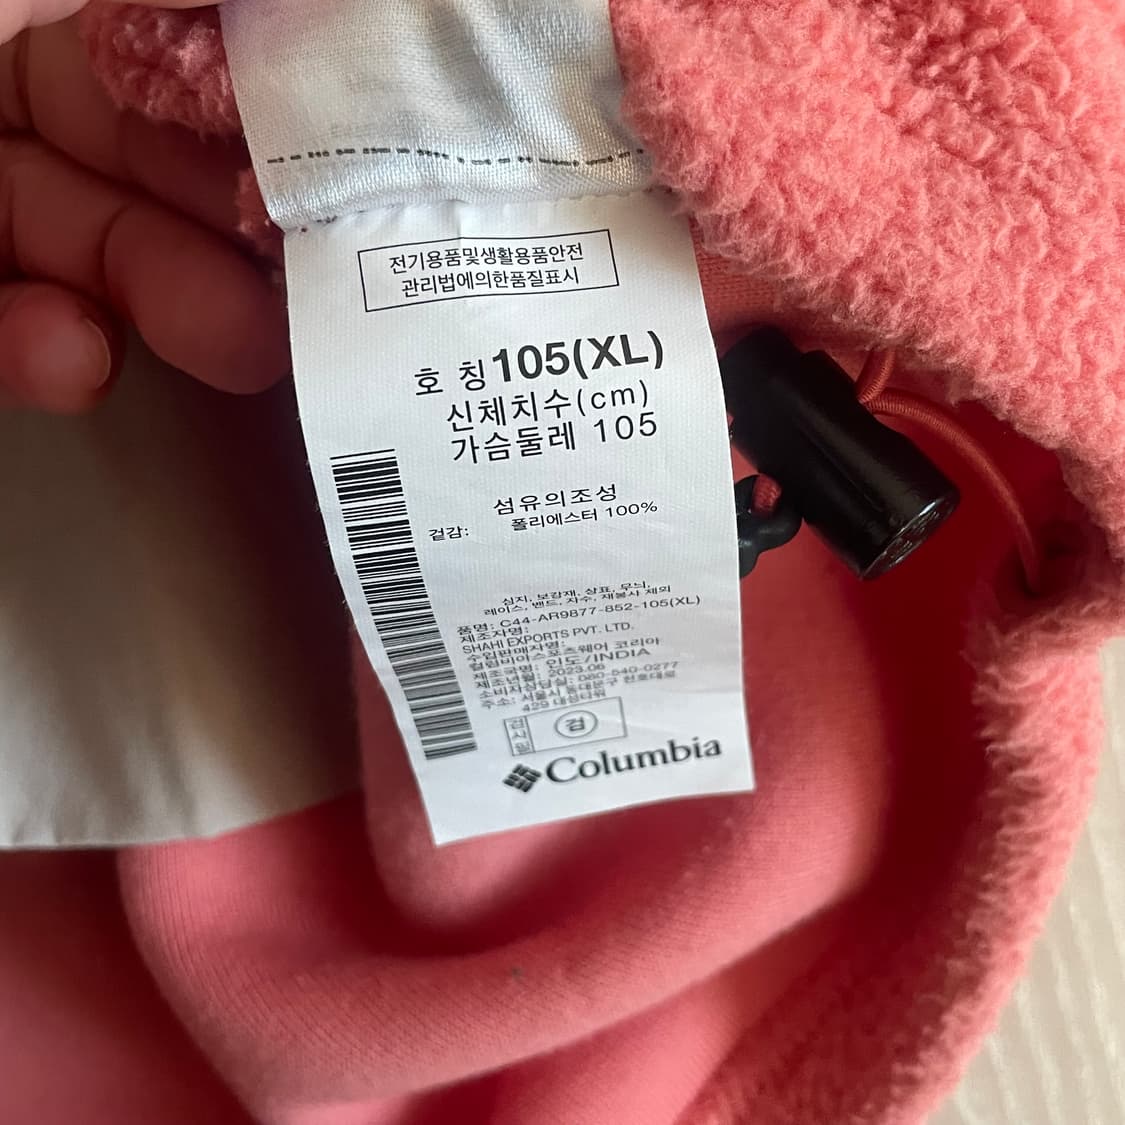 전기용품및생활용품안전
관리법에의한품질표시
호 칭 105(XL)
신체치수(cm)
가슴둘레 105
섬유의조성
겉감: 폴리에스터 100%
심지, 보강재, 상표, 무늬,
레이스, 밴드, 자수, 재봉사 제외
품명: C44-AR9877-852-105(XL)
제조자명:
SHAHI EXPORTS PVT. LTD.
수입판매자명:
컬럼비아스포츠웨어 코리아
제조국명: 인도/INDIA
제조년월: 2023.06
소비자상담실: 080-540-0277
주소: 서울시 동대문구 천호대로
429 대성타워
검사필 검
Columbia